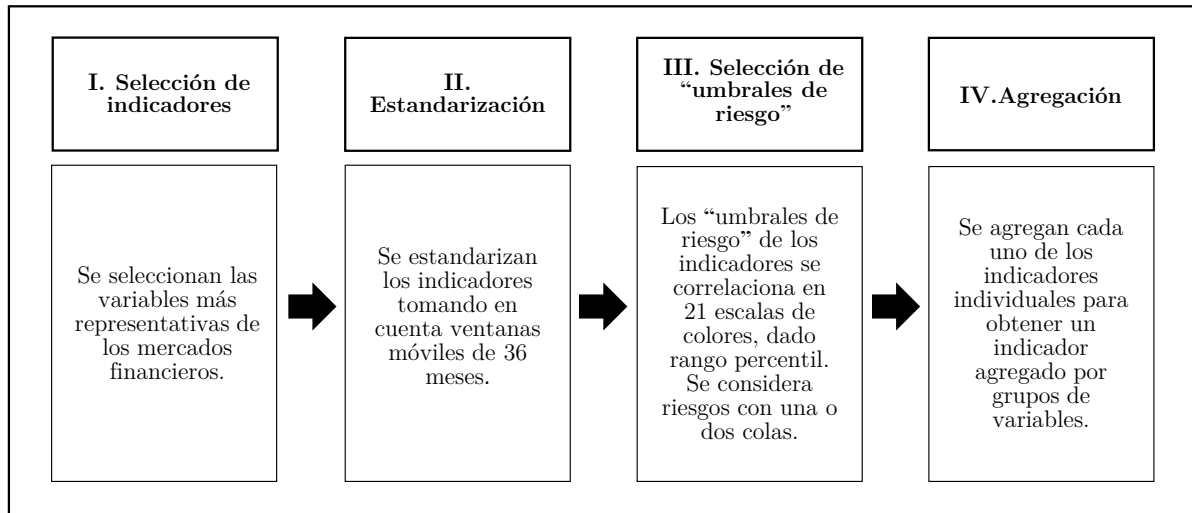 I. Selección de
indicadores
II.
Estandarización
III. Selección de
“umbrales de
riesgo”
IV.Agregación
Se seleccionan las
variables más
representativas de
los mercados
financieros.
Se estandarizan
los indicadores
tomando en
cuenta ventanas
móviles de 36
meses.
Los “umbrales de
riesgo” de los
indicadores se
correlaciona en
21 escalas de
colores, dado
rango percentil.
Se considera
riesgos con una o
dos colas.
Se agregan cada
uno de los
indicadores
individuales para
obtener un
indicador
agregado por
grupos de
variables.